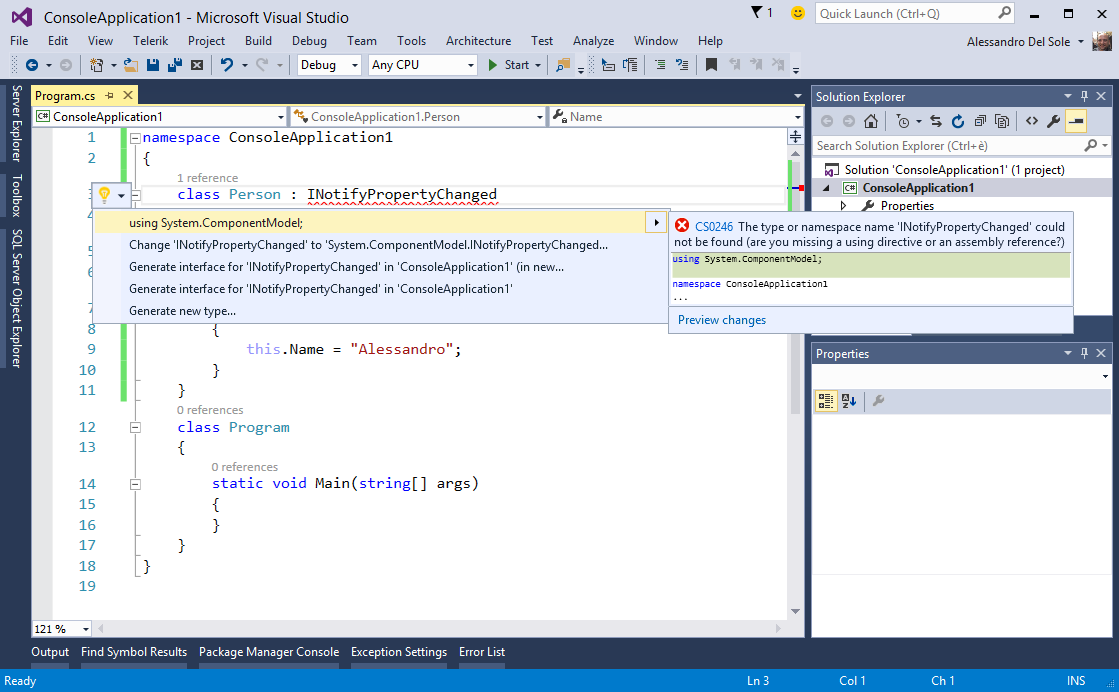 ConsoleApplication1 - Microsoft Visual Studio
1
Quick Launch (Ctrl+Q)
File Edit View Telerik Project Build Debug Team Tools Architecture Test Analyze Window Help
Alessandro Del Sole
Debug Any CPU Start
Server Explorer
Toolbox
SQL Server Object Explorer
Program.cs
ConsoleApplication1 ConsoleApplication1.Person Name
1 namespace ConsoleApplication1
2 {
1 reference
class Person : INotifyPropertyChanged
using System.ComponentModel;
Change 'INotifyPropertyChanged' to 'System.ComponentModel.INotifyPropertyChanged...
Generate interface for 'INotifyPropertyChanged' in 'ConsoleApplication1' (in new...
Generate interface for 'INotifyPropertyChanged' in 'ConsoleApplication1'
Generate new type...
CS0246 The type or namespace name 'INotifyPropertyChanged' could
not be found (are you missing a using directive or an assembly reference?)
using System.ComponentModel;
namespace ConsoleApplication1
...
Preview changes
8 {
9 this.Name = "Alessandro";
10 }
11 }
0 references
12 class Program
13 {
0 references
14 static void Main(string[] args)
15 {
16 }
17 }
18 }
19
121 %
Solution Explorer
Search Solution Explorer (Ctrl+è)
Solution 'ConsoleApplication1' (1 project)
ConsoleApplication1
Properties
Properties
Output Find Symbol Results Package Manager Console Exception Settings Error List
Ready Ln 3 Col 1 Ch 1 INS